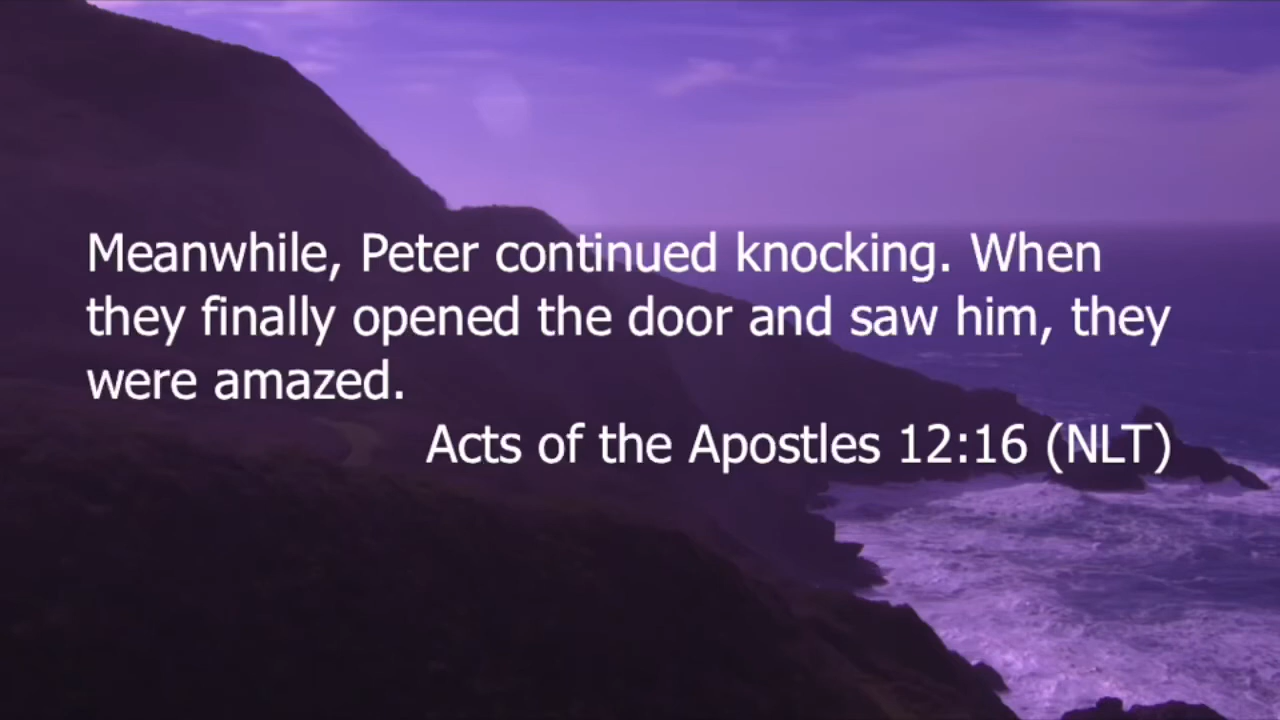 Meanwhile, Peter continued knocking. When
they finally opened the door and saw him, they
were amazed.
Acts of the Apostles 12:16 (NLT)